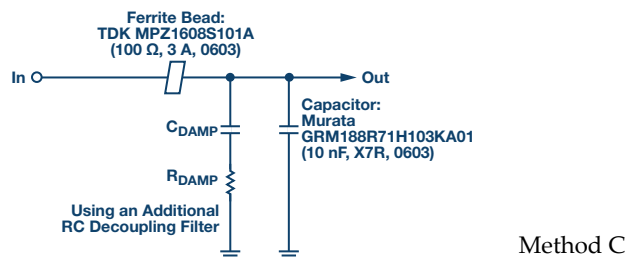 Ferrite Bead:
TDK MPZ1608S101A
(100 Ω, 3 A, 0603)
In
Out
Capacitor:
Murata
GRM188R71H103KA01
(10 nF, X7R, 0603)
CDAMP
RDAMP
Using an Additional
RC Decoupling Filter
Method C